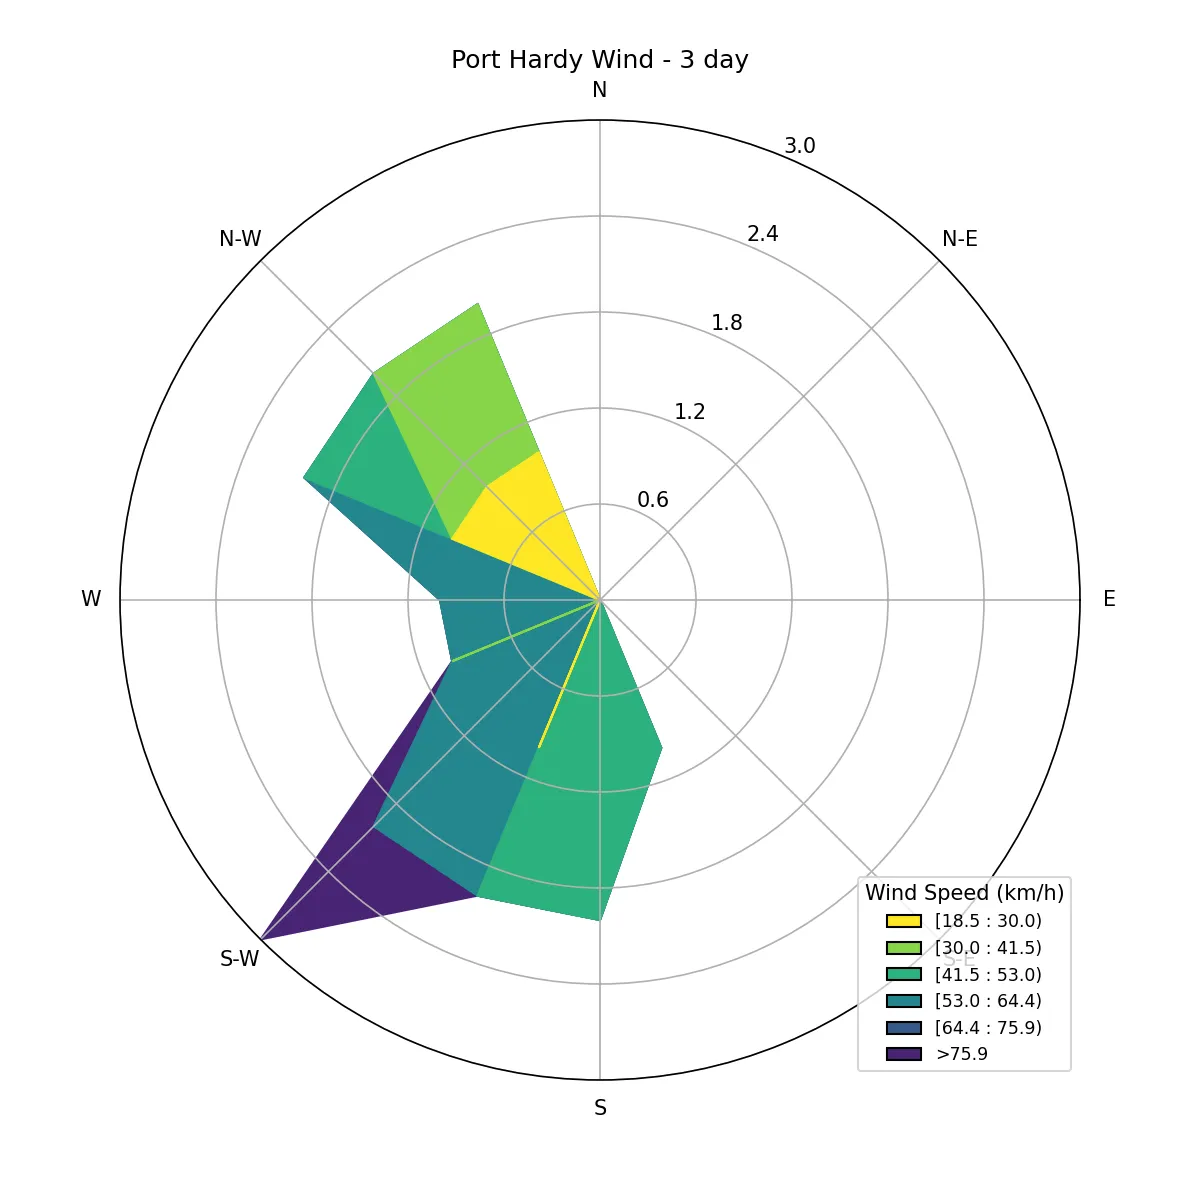 Port Hardy Wind - 3 day
N
3.0
N-W
N-E
2.4
1.8
1.2
0.6
W
E
S-W
S-E
S
Wind Speed (km/h)
[18.5 : 30.0)
[30.0 : 41.5)
[41.5 : 53.0)
[53.0 : 64.4)
[64.4 : 75.9)
>75.9